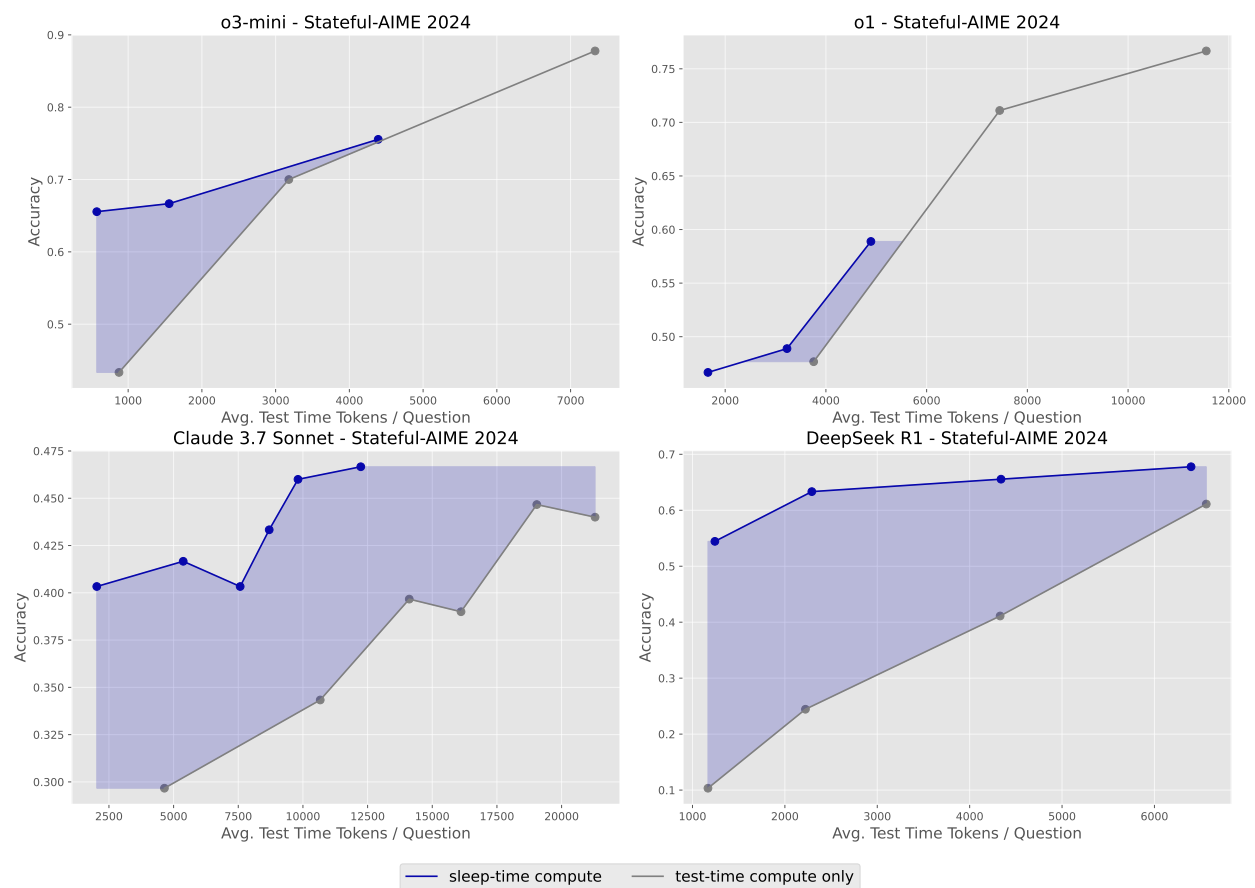 o3-mini - Stateful-AIME 2024
0.9
0.8
0.7
0.6
0.5
Accuracy
1000 2000 3000 4000 5000 6000 7000
Avg. Test Time Tokens / Question
o1 - Stateful-AIME 2024
0.75
0.70
0.65
0.60
0.55
0.50
Accuracy
2000 4000 6000 8000 10000 12000
Avg. Test Time Tokens / Question
Claude 3.7 Sonnet - Stateful-AIME 2024
0.475
0.450
0.425
0.400
0.375
0.350
0.325
0.300
Accuracy
2500 5000 7500 10000 12500 15000 17500 20000
Avg. Test Time Tokens / Question
DeepSeek R1 - Stateful-AIME 2024
0.7
0.6
0.5
0.4
0.3
0.2
0.1
Accuracy
1000 2000 3000 4000 5000 6000
Avg. Test Time Tokens / Question
sleep-time compute test-time compute only